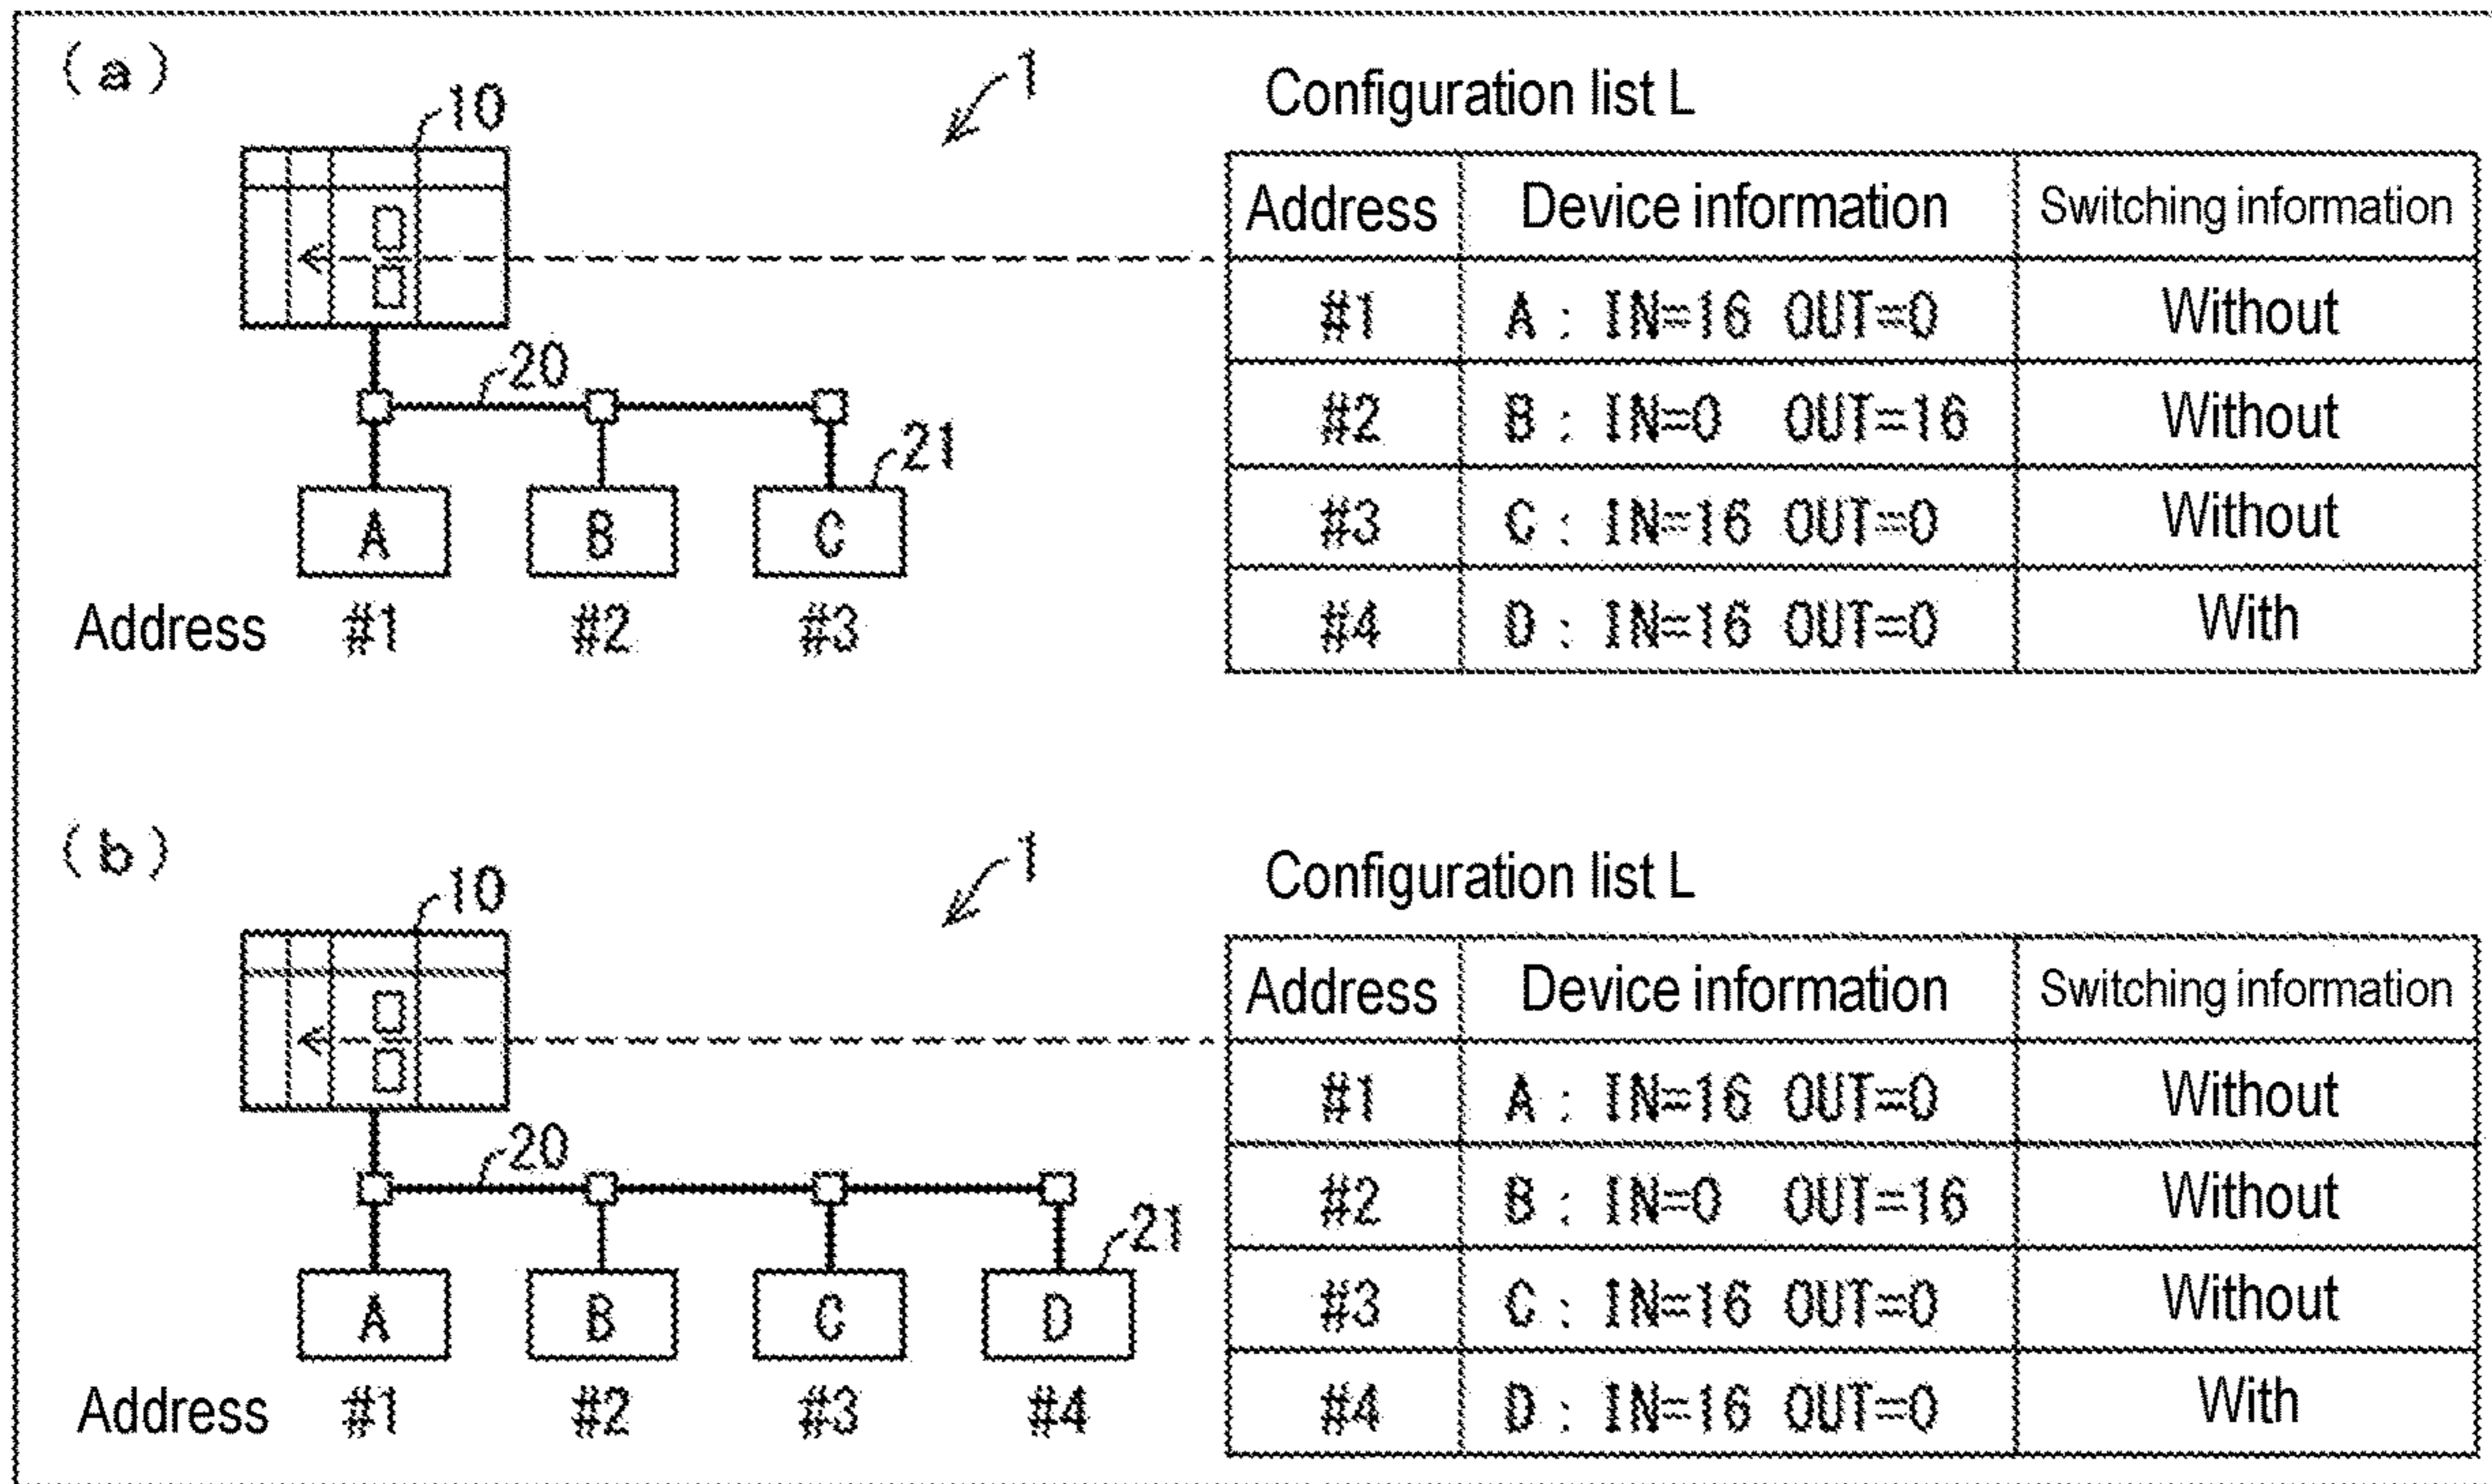 (a)
10
1
20
21
A B C
Address #1 #2 #3
Configuration list L
Address Device information Switching information
#1 A : IN=16 OUT=0 Without
#2 B : IN=0 OUT=16 Without
#3 C : IN=16 OUT=0 Without
#4 D : IN=16 OUT=0 With
(b)
10
1
20
21
A B C D
Address #1 #2 #3 #4
Configuration list L
Address Device information Switching information
#1 A : IN=16 OUT=0 Without
#2 B : IN=0 OUT=16 Without
#3 C : IN=16 OUT=0 Without
#4 D : IN=16 OUT=0 With